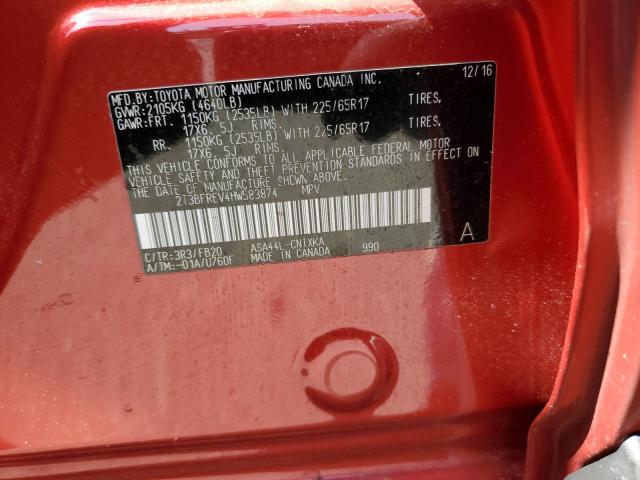 MFD.BY:TOYOTA MOTOR MANUFACTURING CANADA INC. 12/16
GVWR:2105KG (4640LB)
GAWR:FRT. 1150KG (2535LB) WITH 225/65R17 TIRES,
17X6.5J RIMS.
RR. 1150KG (2535LB) WITH 225/65R17 TIRES,
17X6.5J RIMS.
THIS VEHICLE CONFORMS TO ALL APPLICABLE FEDERAL MOTOR
VEHICLE SAFETY AND THEFT PREVENTION STANDARDS IN EFFECT ON
THE DATE OF MANUFACTURE SHOWN ABOVE.
2T3BFREV4HW583874 MPV
C/TR:3R3/FB20 ASA44L-CNTXKA 990 A
A/TM:-01A/U760F MADE IN CANADA